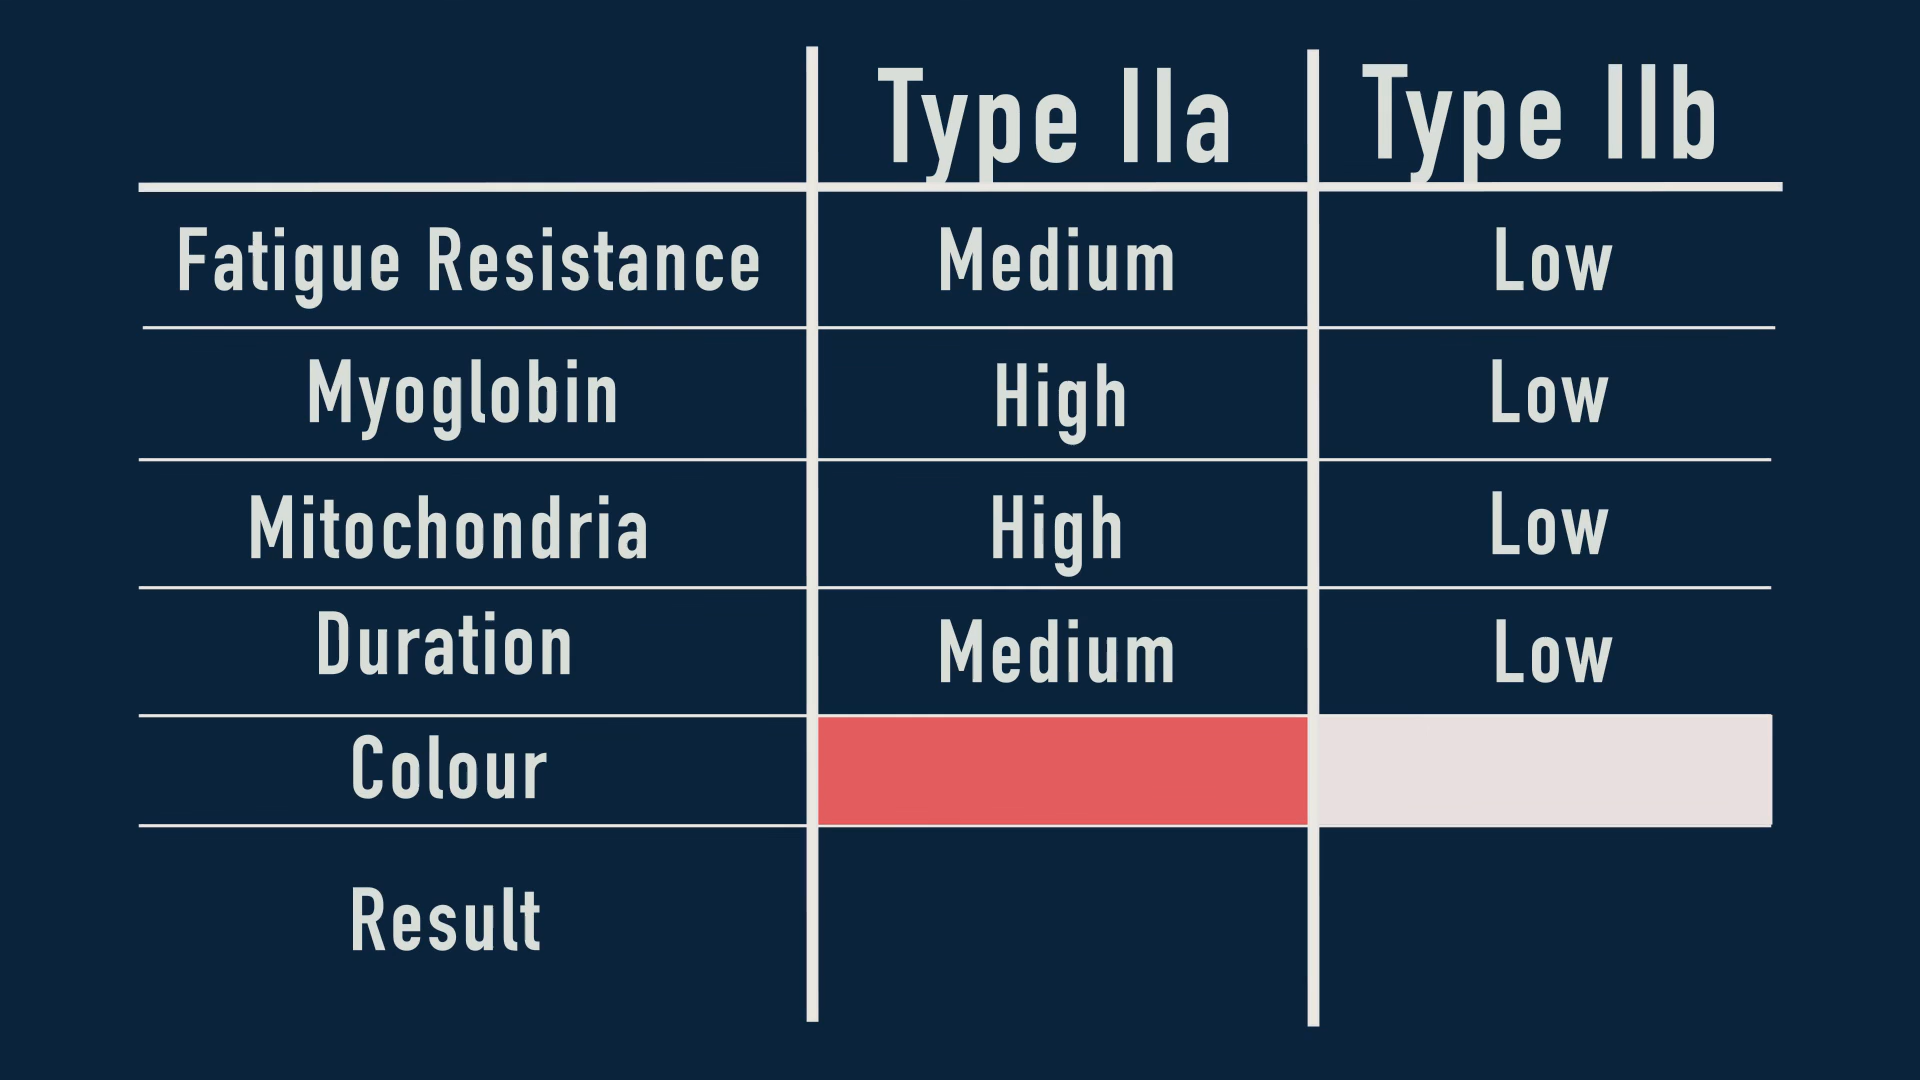 Type IIa Type IIb
Fatigue Resistance Medium Low
Myoglobin High Low
Mitochondria High Low
Duration Medium Low
Colour
Result